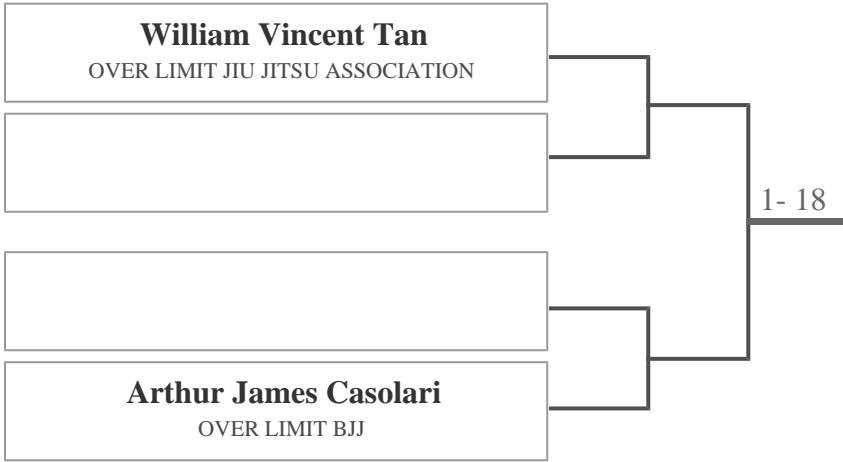 William Vincent Tan
OVER LIMIT JIU JITSU ASSOCIATION
1- 18
Arthur James Casolari
OVER LIMIT BJJ